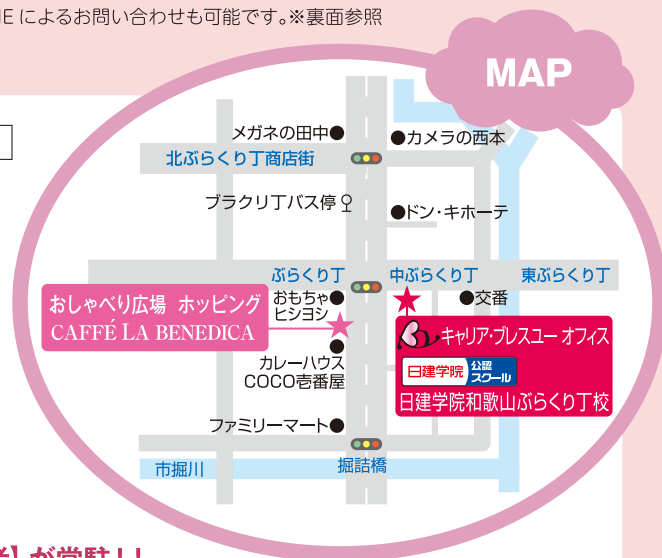 IE によるお問い合わせも可能です。※裏面参照
MAP
メガネの田中●
●カメラの西本
北ぶらくり丁商店街
ブラクリ丁バス停
●ドン・キホーテ
ぶらくり丁
中ぶらくり丁
東ぶらくり丁
おもちゃ●
ヒシヨシ
●交番
おしゃべり広場 ホッピング
CAFFÉ LA BENEDICA
キャリア・ブレスユー オフィス
カレーハウス
COCO壱番屋
日建学院
公認
スクール
日建学院和歌山ぶらくり丁校
ファミリーマート●
市堀川
掘詰橋
が常駐!!